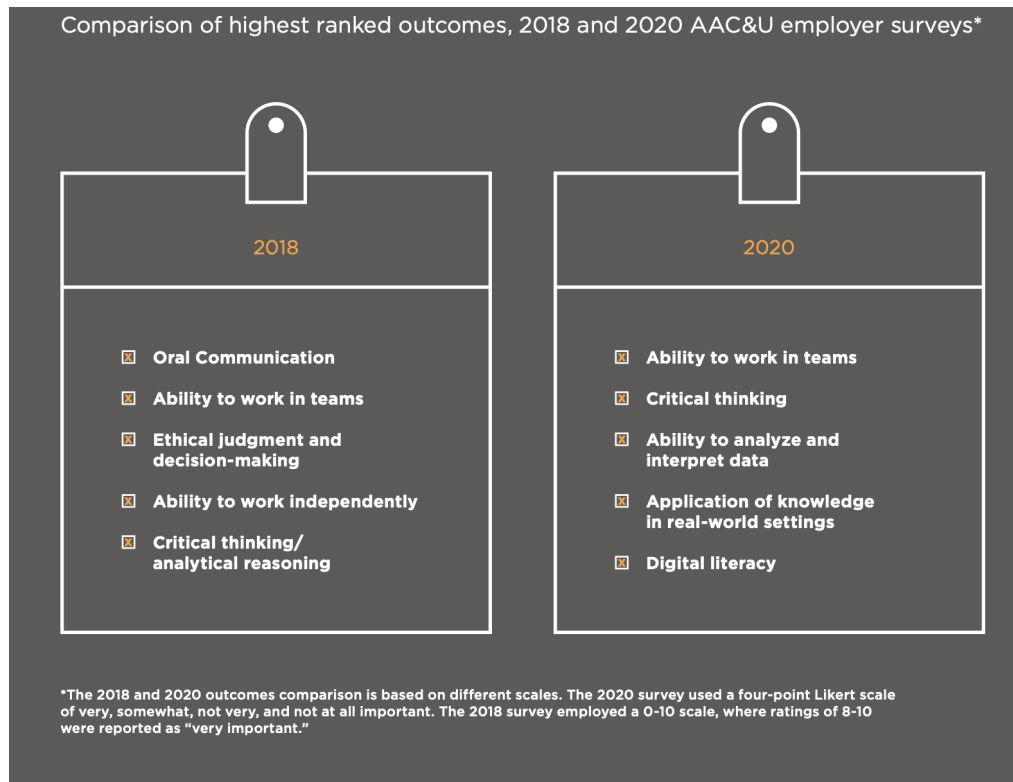 Comparison of highest ranked outcomes, 2018 and 2020 AAC&U employer surveys*
2018
Oral Communication
Ability to work in teams
Ethical judgment and
decision-making
Ability to work independently
Critical thinking/
analytical reasoning
2020
Ability to work in teams
Critical thinking
Ability to analyze and
interpret data
Application of knowledge
in real-world settings
Digital literacy
*The 2018 and 2020 outcomes comparison is based on different scales. The 2020 survey used a four-point Likert scale
of very, somewhat, not very, and not at all important. The 2018 survey employed a 0-10 scale, where ratings of 8-10
were reported as “very important.”